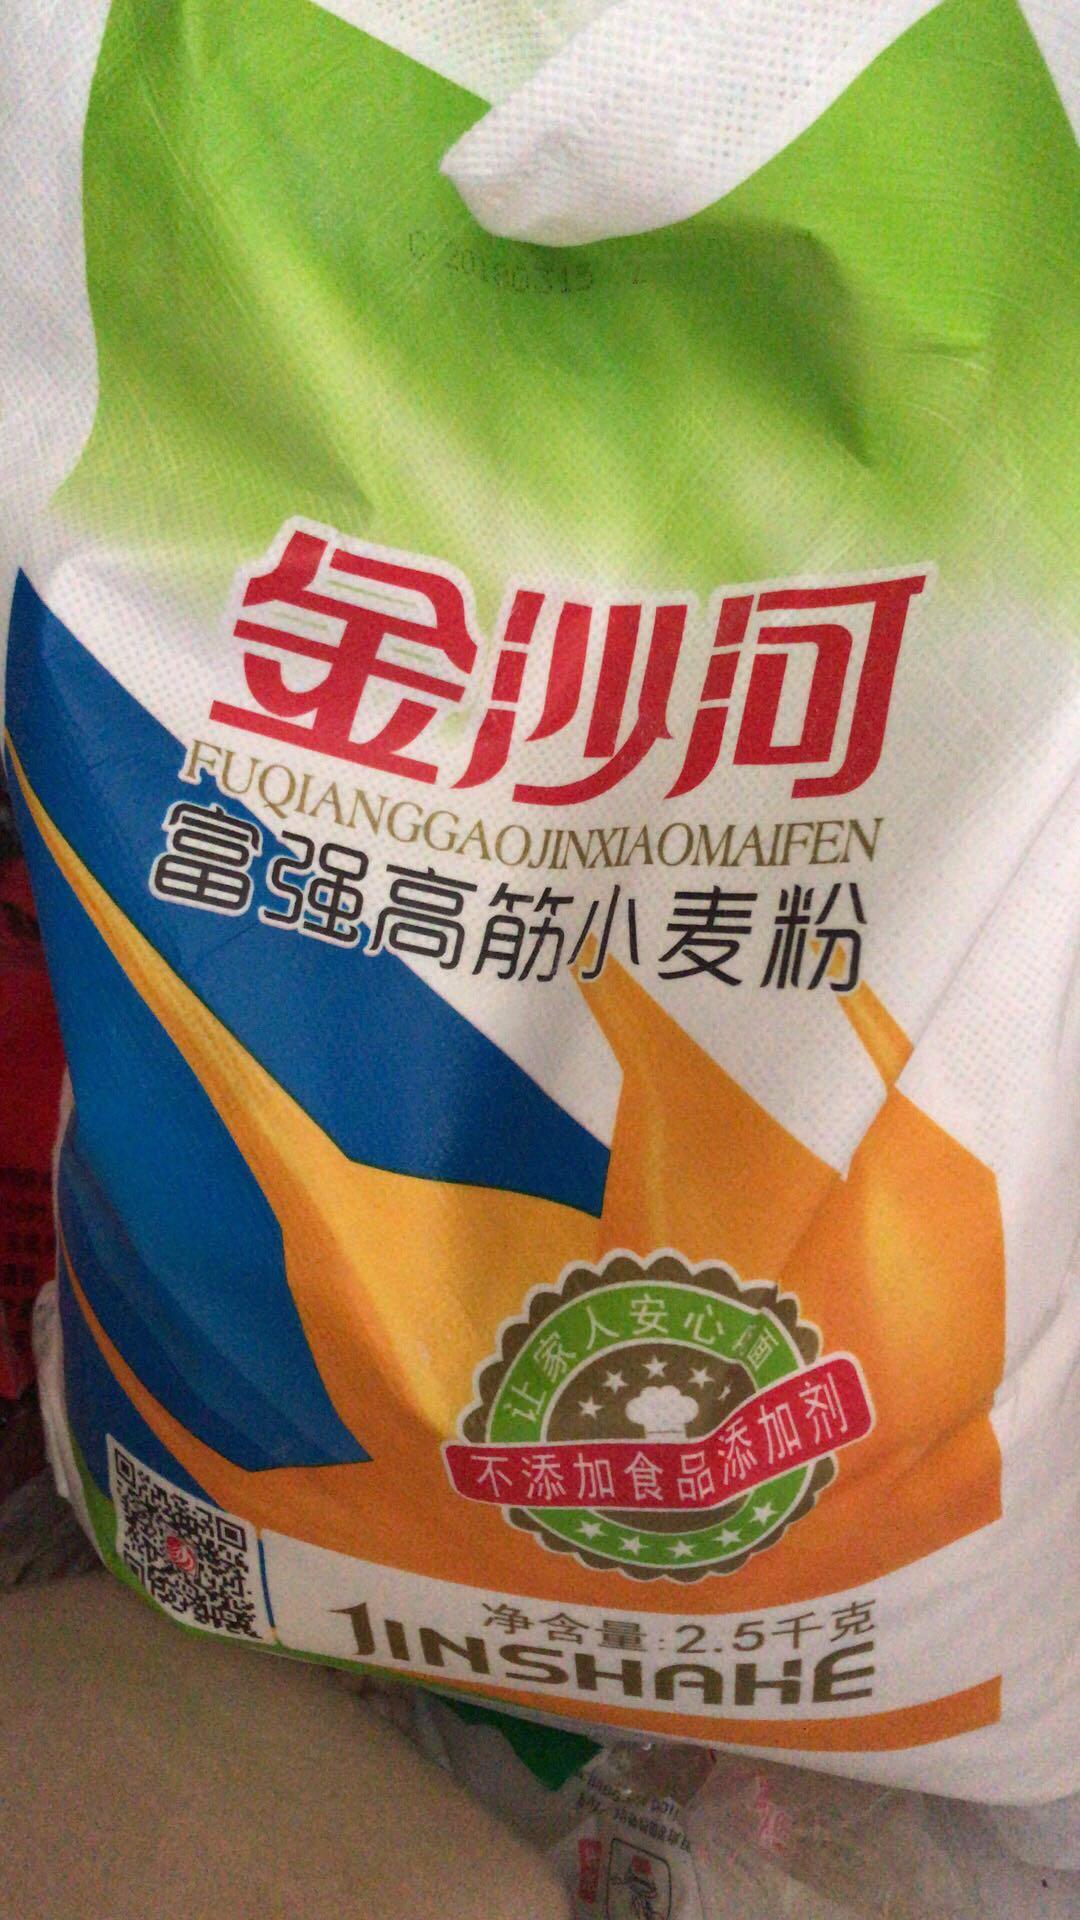 金沙河
FUQIANGGAOJINXIAOMAIFEN
富强高筋小麦粉
让家人安心
不添加食品添加剂
净含量:2.5千克
JINSHAHE